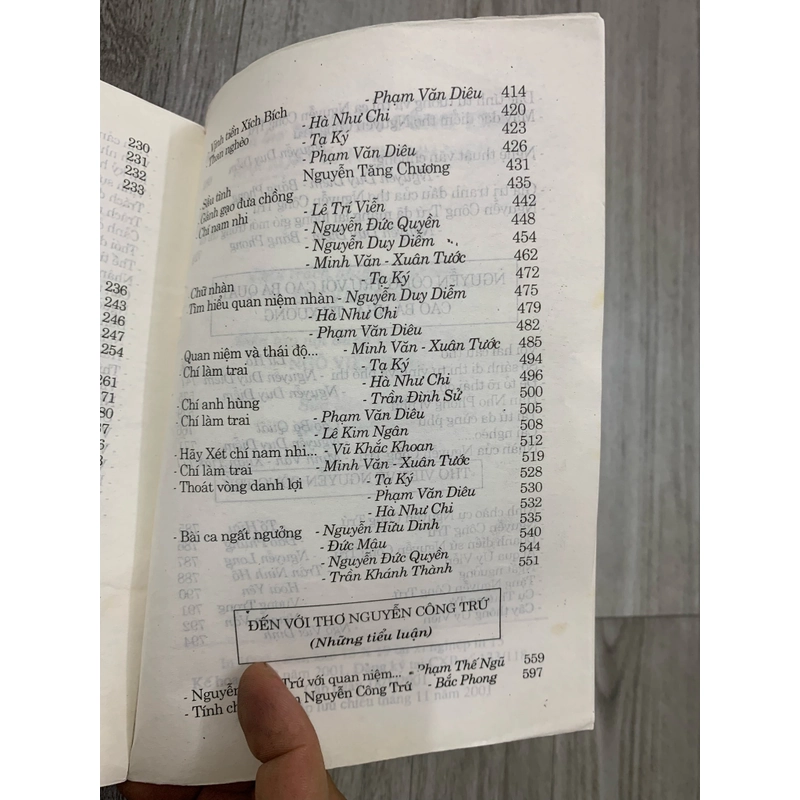 230
231
232
233
236
243
246
247
254
261
71
80
80
83
- Phạm Văn Diêu 414
Vịnh tiền Xích Bích - Hà Như Chi 420
Than nghèo - Tạ Ký 423
- Phạm Văn Diêu 426
Nguyễn Tăng Chương 431
Sầu tình 435
Gánh gạo đưa chồng - Lê Trí Viễn 442
Chí nam nhi - Nguyễn Đức Quyền 448
- Nguyễn Duy Diễm 454
- Minh Văn - Xuân Tước 462
Chữ nhàn - Tạ Ký 472
Tìm hiểu quan niệm nhàn - Nguyễn Duy Diễm 475
- Hà Như Chi 479
- Phạm Văn Diêu 482
Quan niệm và thái độ... - Minh Văn - Xuân Tước 485
- Chí làm trai - Tạ Ký 494
- Hà Như Chi 496
- Chí anh hùng - Trần Đình Sử 500
- Chí làm trai - Phạm Văn Diêu 505
- Lê Kim Ngân 508
- Hãy Xét chí nam nhi... - Vũ Khắc Khoan 512
- Chí làm trai - Minh Văn - Xuân Tước 519
- Thoát vòng danh lợi - Tạ Ký 528
- Phạm Văn Diêu 530
- Hà Như Chi 532
- Bài ca ngất ngưởng - Nguyễn Hữu Dinh 535
- Đức Mậu 540
- Nguyễn Đức Quyền 544
- Trần Khánh Thành 551
ĐẾN VỚI THƠ NGUYỄN CÔNG TRỨ
(Những tiểu luận)
- Nguyễn Trứ với quan niệm... - Phạm Thế Ngũ 559
- Tính Nguyễn Công Trứ - Bắc Phong 597